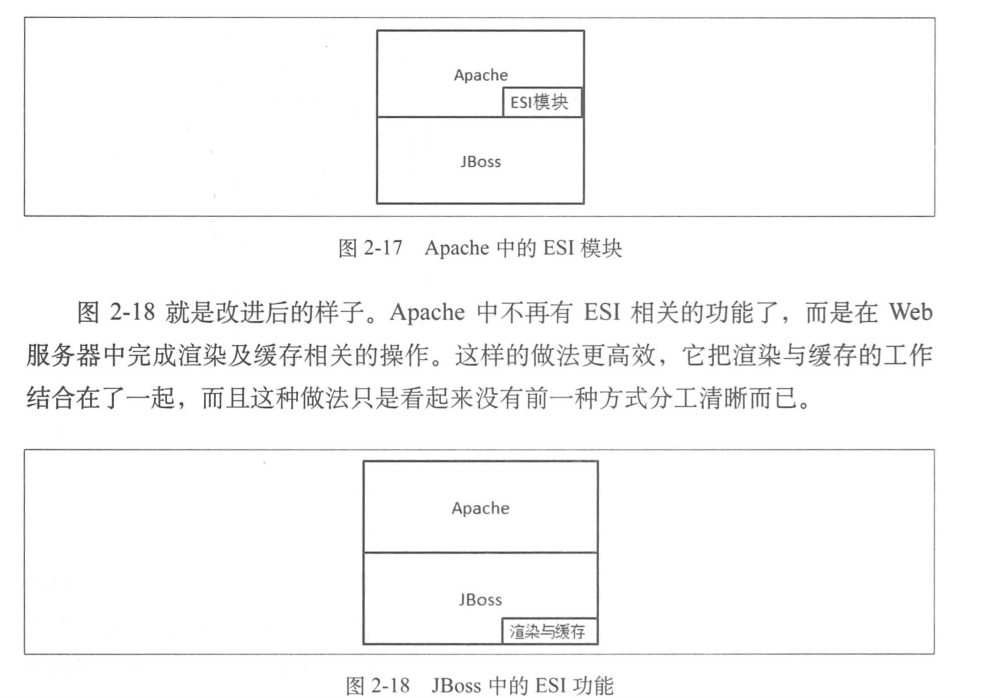 Apache
ESI模块
JBoss
图 2-17 Apache 中的 ESI 模块
图 2-18 就是改进后的样子。Apache 中不再有 ESI 相关的功能了，而是在 Web
服务器中完成渲染及缓存相关的操作。这样的做法更高效，它把渲染与缓存的工作
结合在了一起，而且这种做法只是看起来没有前一种方式分工清晰而已。
Apache
JBoss
渲染与缓存
图 2-18 JBoss 中的 ESI 功能